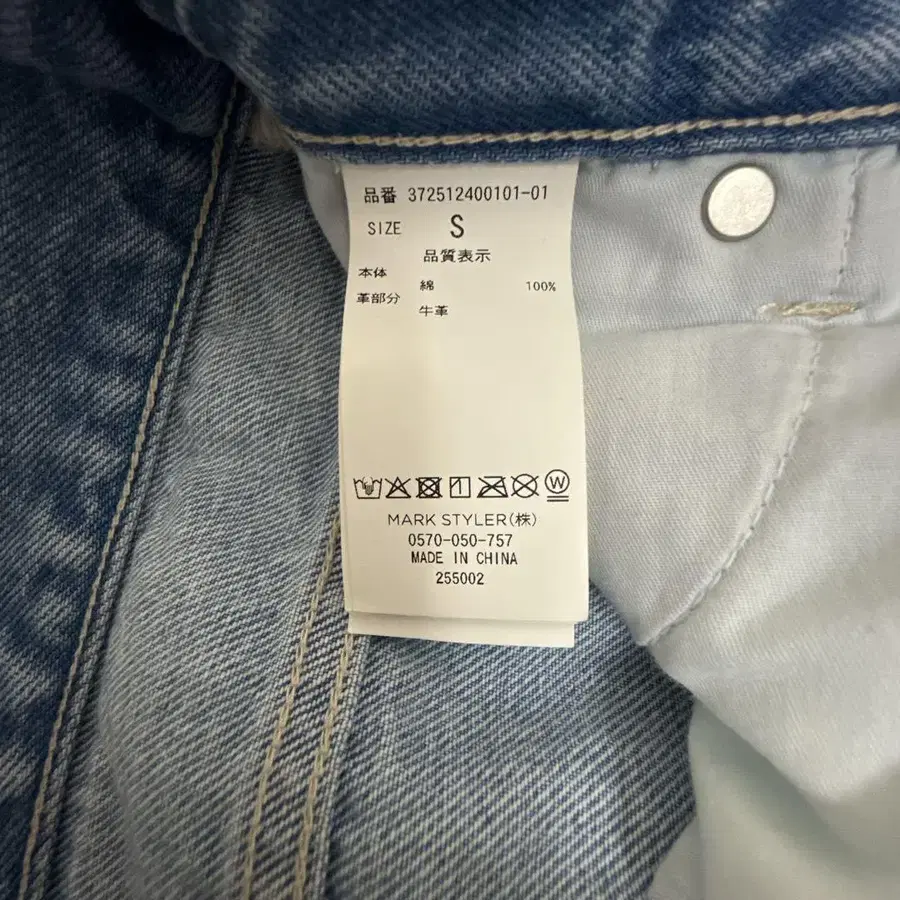 品番 372512400101-01
SIZE S
品質表示
本体
綿 100%
革部分
牛革
W
MARK STYLER(株)
0570-050-757
MADE IN CHINA
255002